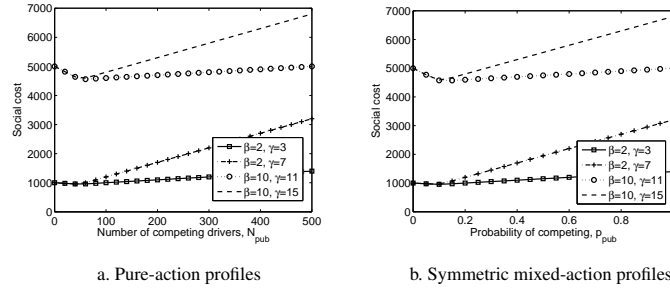 7000
6000
5000
4000
3000
2000
1000
0
Social cost
0 100 200 300 400 500
Number of competing drivers, N_pub
β=2, γ=3
β=2, γ=7
β=10, γ=11
β=10, γ=15
a. Pure-action profiles
7000
6000
5000
4000
3000
2000
1000
0
Social cost
0 0.2 0.4 0.6 0.8
Probability of competing, p_pub
β=2, γ=3
β=2, γ=7
β=10, γ=11
β=10, γ=15
b. Symmetric mixed-action profiles